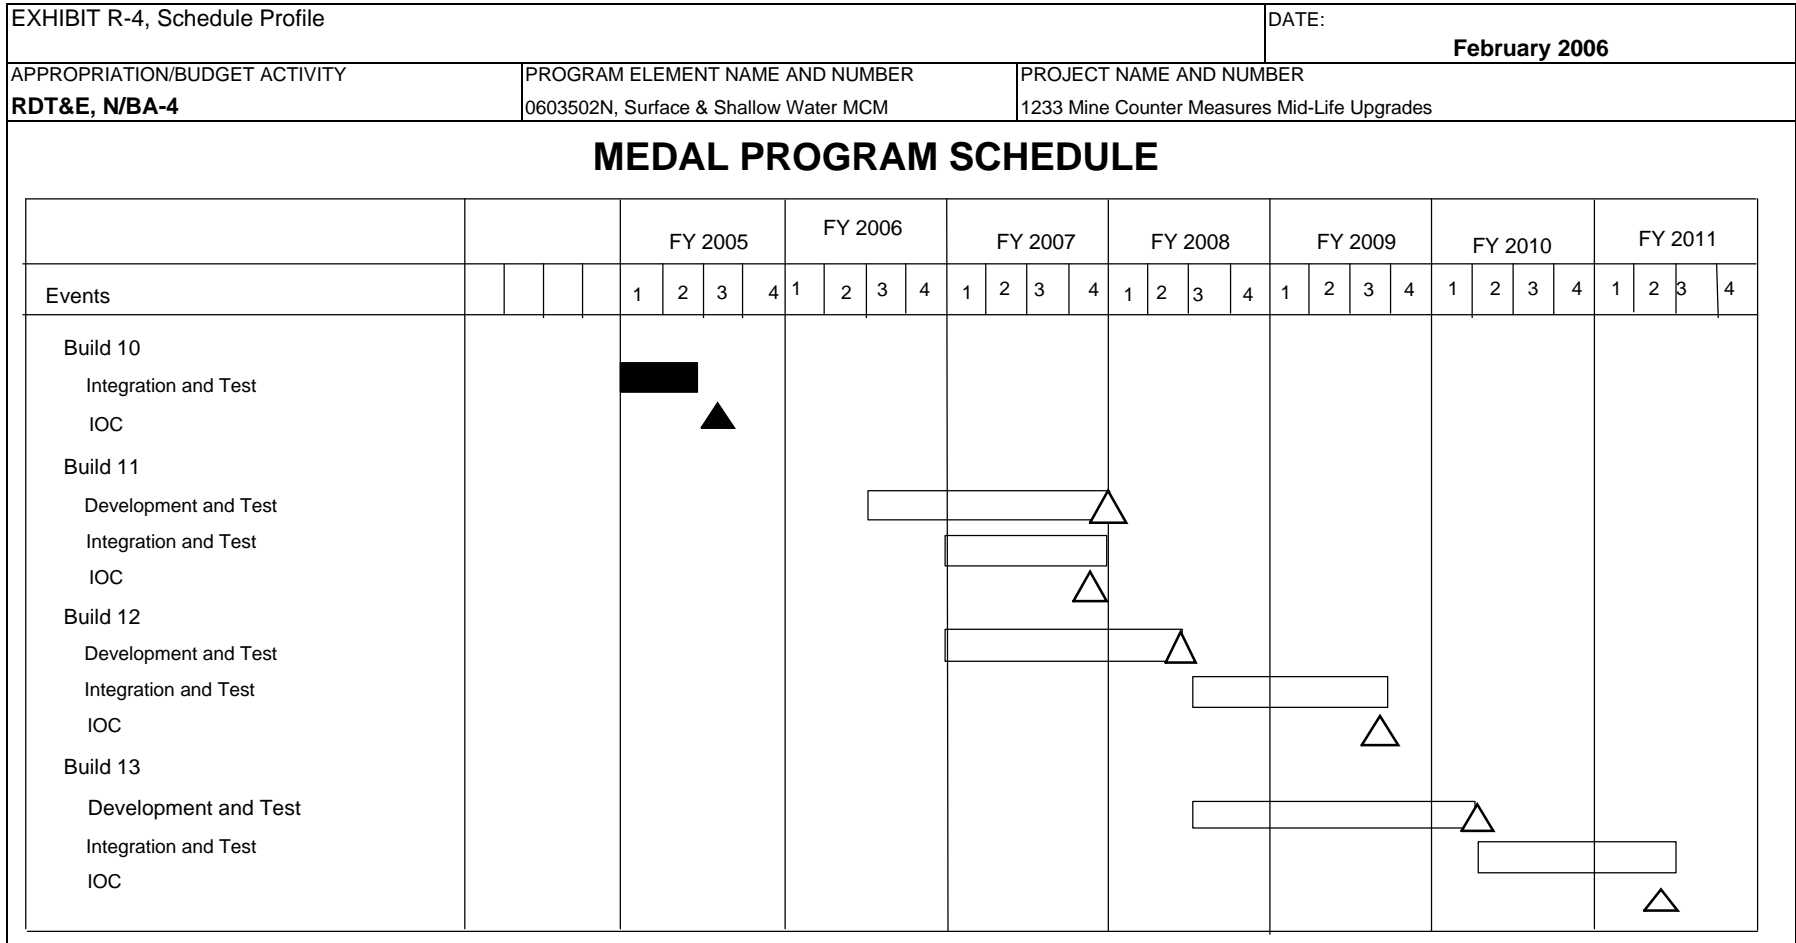 EXHIBIT R-4, Schedule Profile
DATE:
February 2006
APPROPRIATION/BUDGET ACTIVITY
PROGRAM ELEMENT NAME AND NUMBER
PROJECT NAME AND NUMBER
RDT&E, N/BA-4
0603502N, Surface & Shallow Water MCM
1233 Mine Counter Measures Mid-Life Upgrades
MEDAL PROGRAM SCHEDULE
FY 2005 FY 2006 FY 2007 FY 2008 FY 2009 FY 2010 FY 2011
Events 1 2 3 4 1 2 3 4 1 2 3 4 1 2 3 4 1 2 3 4 1 2 3 4 1 2 3 4
Build 10
Integration and Test
IOC
Build 11
Development and Test
Integration and Test
IOC
Build 12
Development and Test
Integration and Test
IOC
Build 13
Development and Test
Integration and Test
IOC